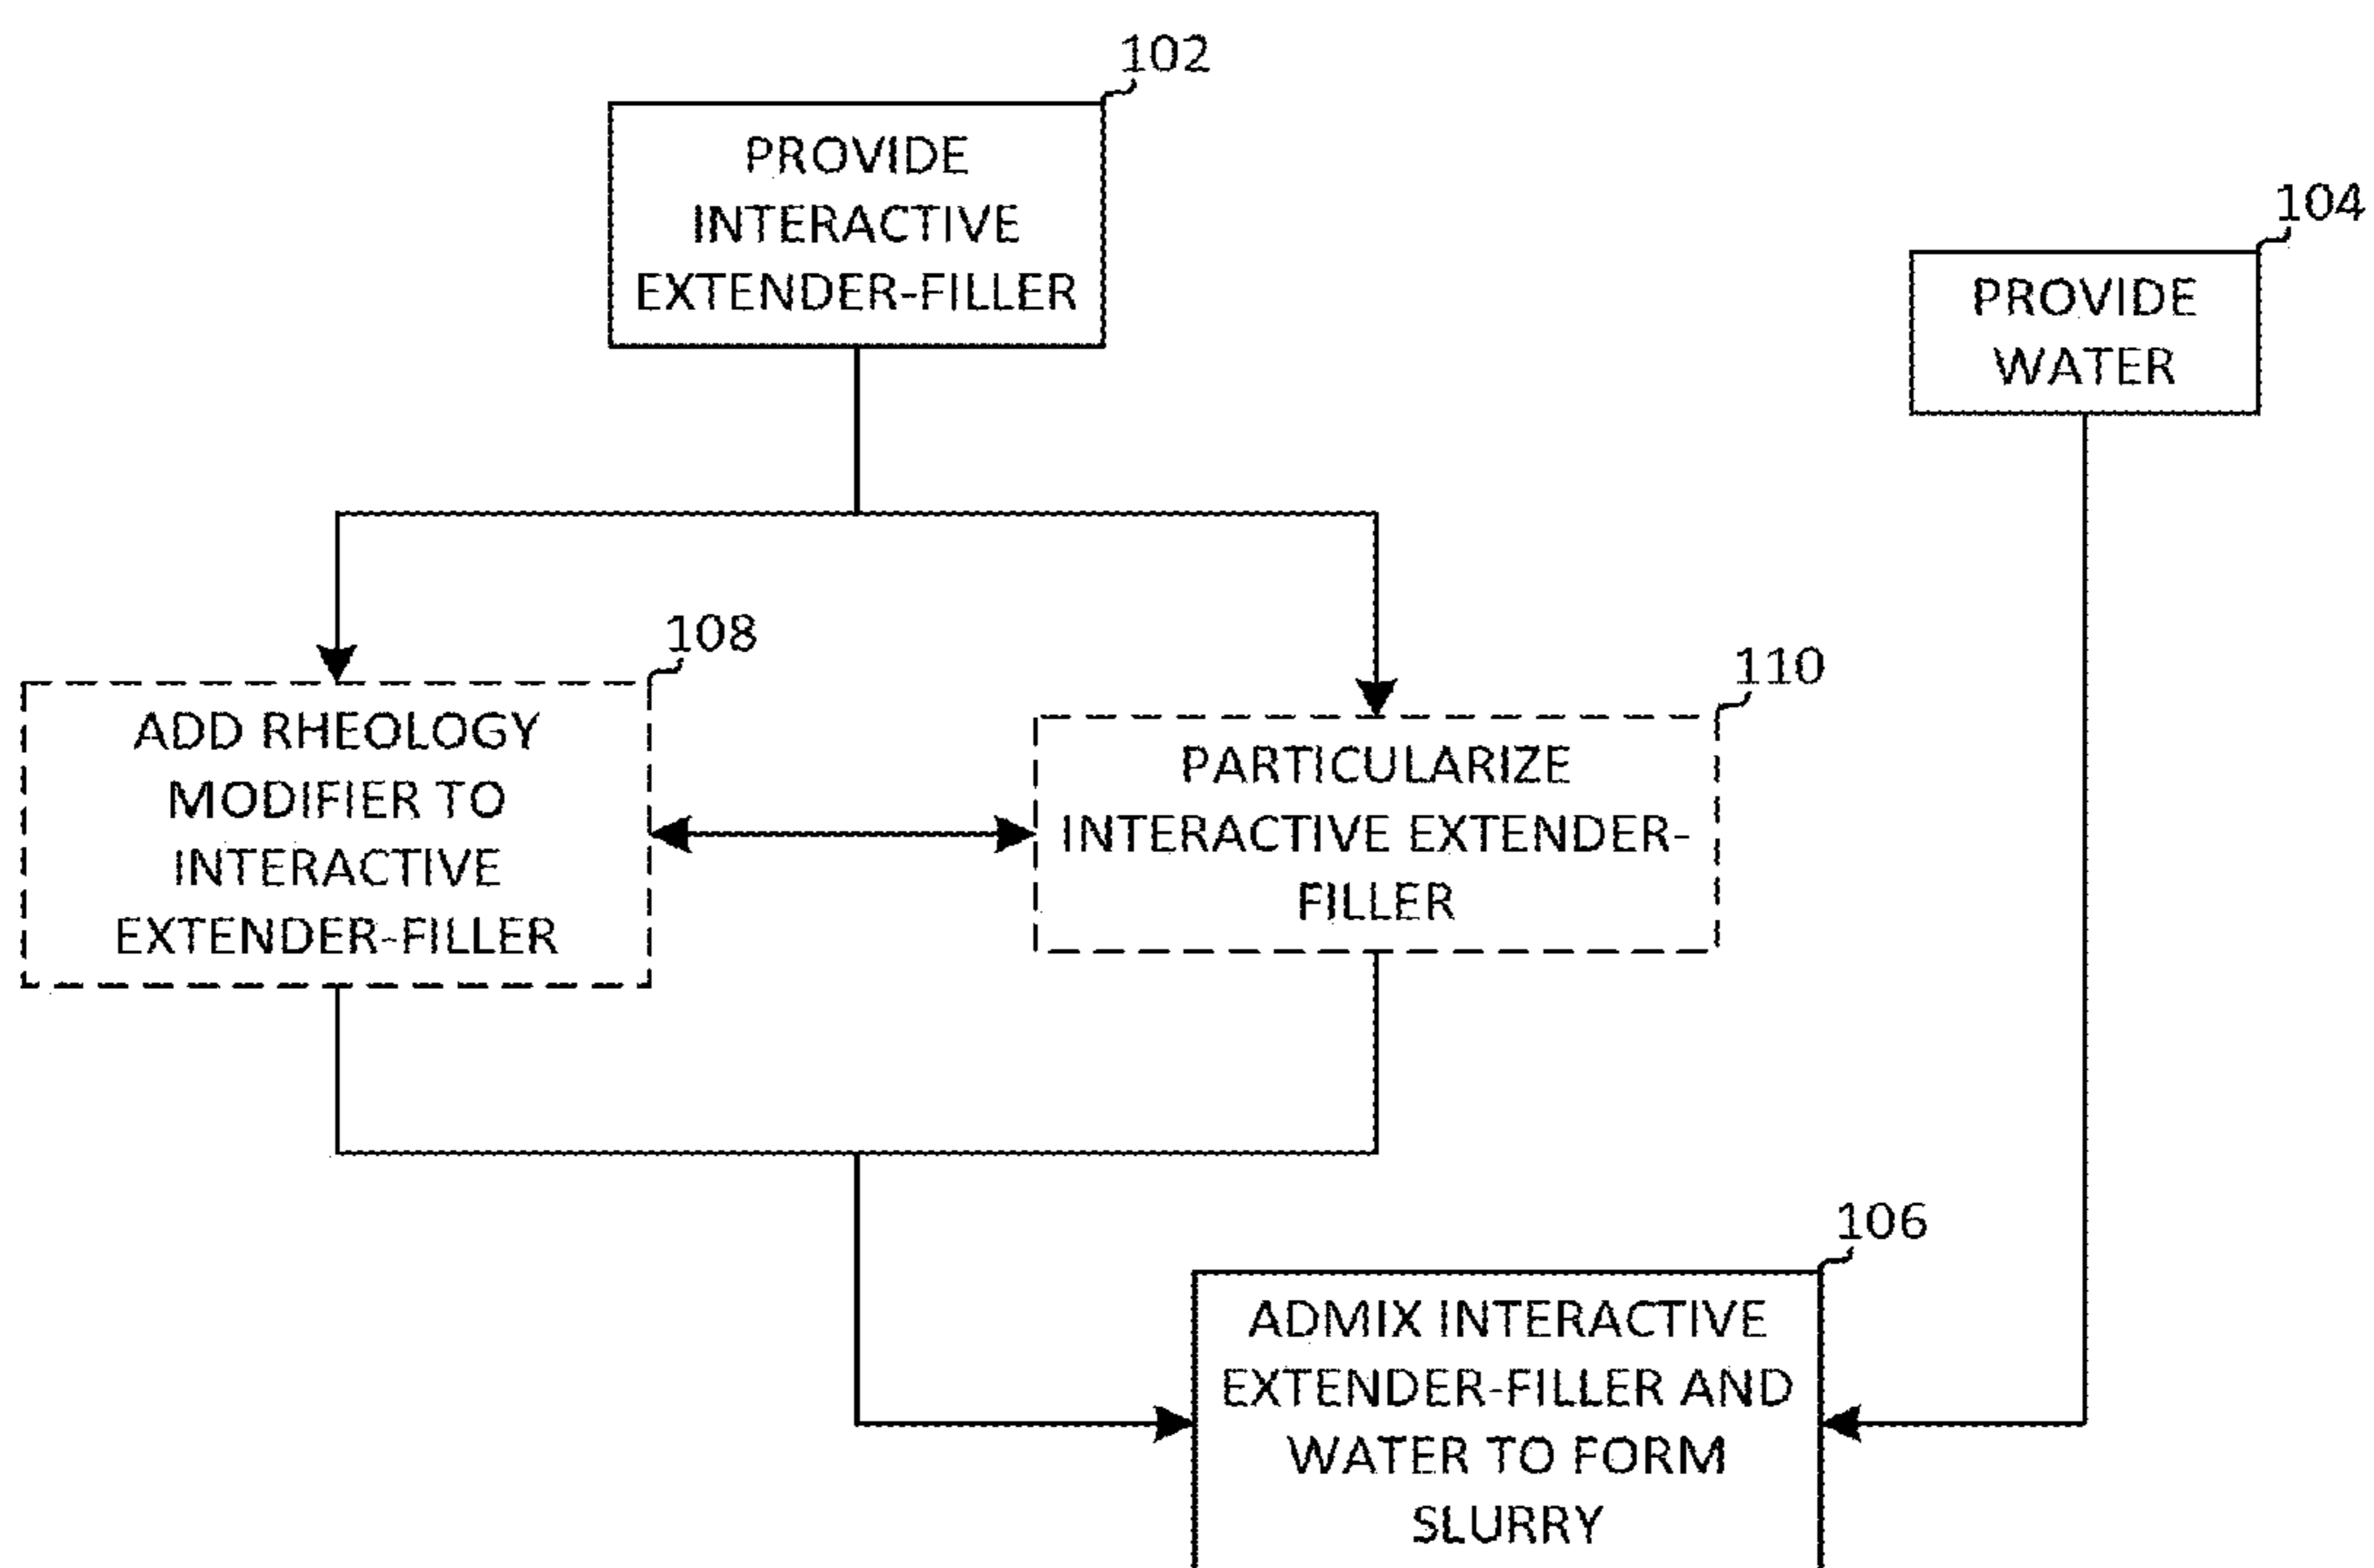 102
PROVIDE
INTERACTIVE
EXTENDER-FILLER
104
PROVIDE
WATER
108
ADD RHEOLOGY
MODIFIER TO
INTERACTIVE
EXTENDER-FILLER
110
PARTICULARIZE
INTERACTIVE EXTENDER-
FILLER
106
ADMIX INTERACTIVE
EXTENDER-FILLER AND
WATER TO FORM
SLURRY